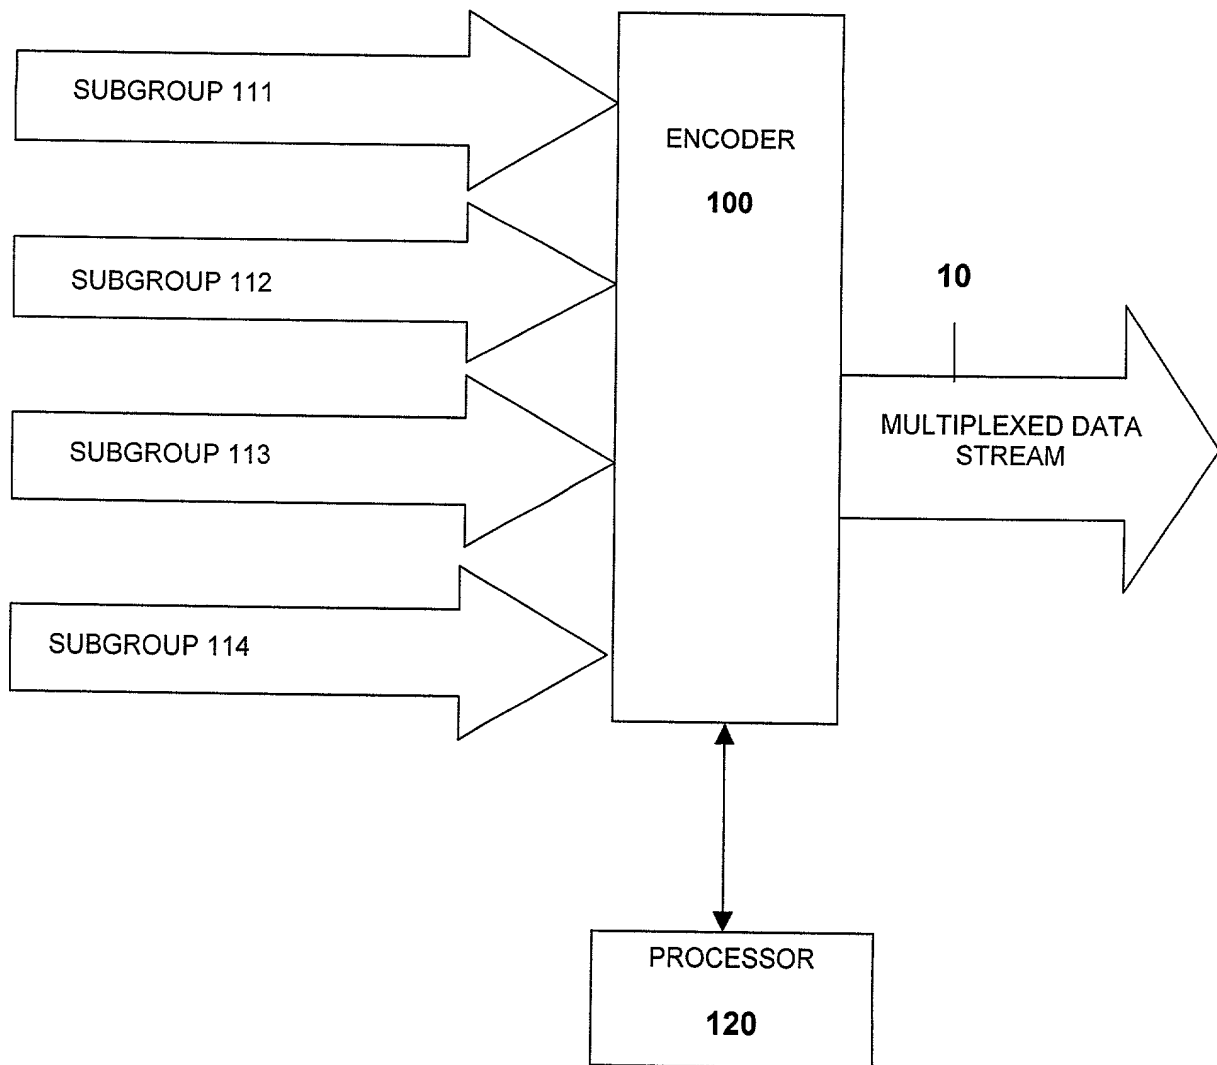 SUBGROUP 111
ENCODER
100
SUBGROUP 112
10
SUBGROUP 113
MULTIPLEXED DATA
STREAM
SUBGROUP 114
PROCESSOR
120